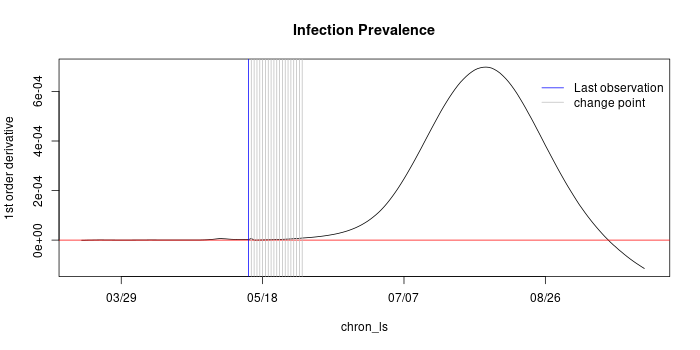 Infection Prevalence
1st order derivative
6e-04
4e-04
2e-04
0e+00
Last observation
change point
03/29
05/18
07/07
08/26
chron_ls